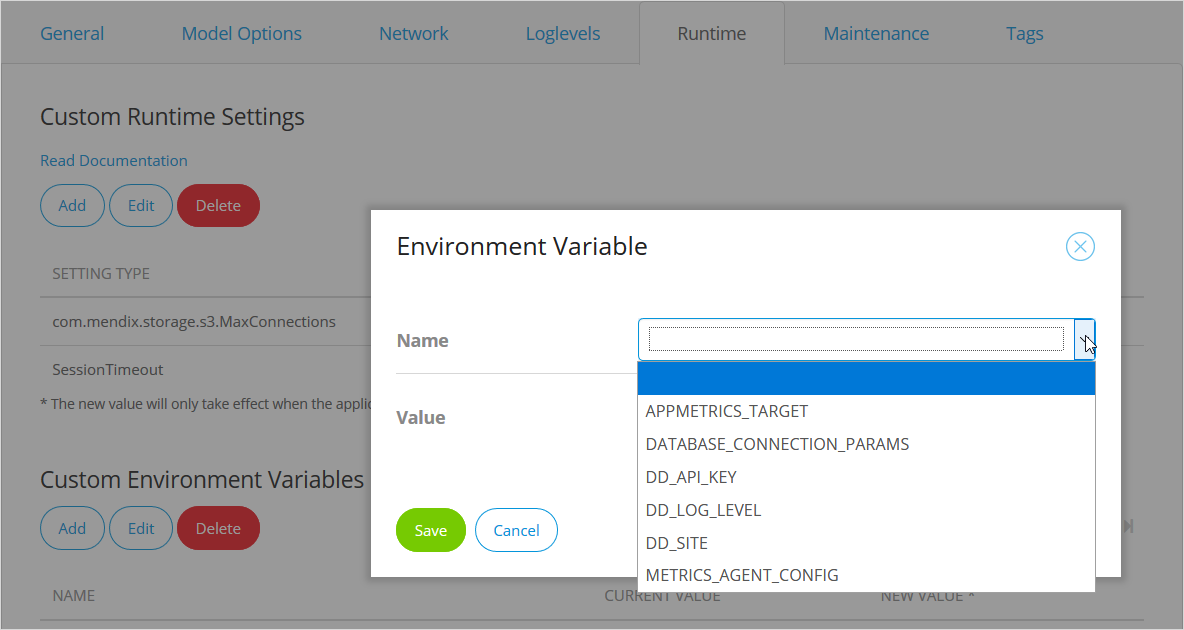 General Model Options Network Loglevels Runtime Maintenance Tags
Custom Runtime Settings
Read Documentation
Add Edit Delete
SETTING TYPE
com.mendix.storage.s3.MaxConnections
SessionTimeout
* The new value will only take effect when the applic
Custom Environment Variables
Add Edit Delete
NAME CURRENT VALUE NEW VALUE *
Environment Variable
Name
Value
APPMETRICS_TARGET
DATABASE_CONNECTION_PARAMS
DD_API_KEY
DD_LOG_LEVEL
DD_SITE
METRICS_AGENT_CONFIG
Save Cancel